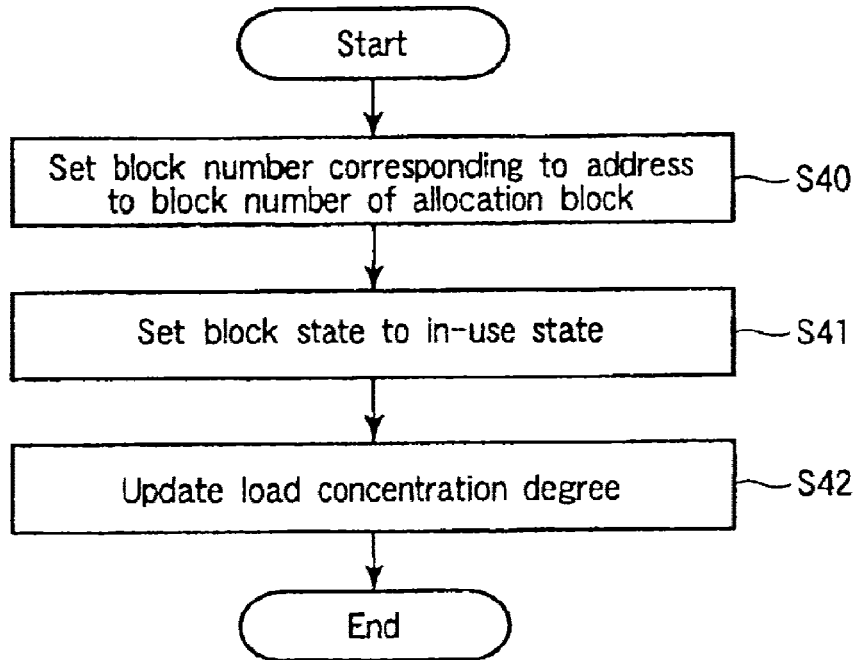 Start
Set block number corresponding to address
to block number of allocation block
S40
Set block state to in-use state
S41
Update load concentration degree
S42
End